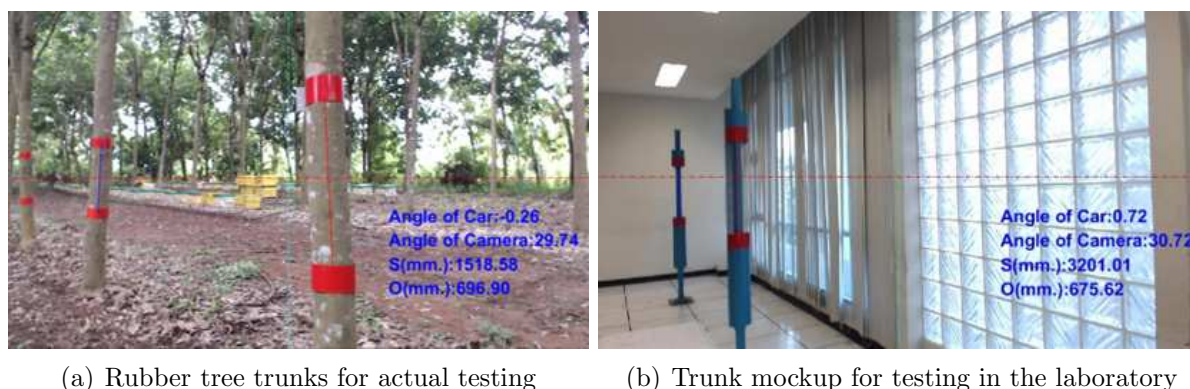 Angle of Car:-0.26
Angle of Camera:29.74
S(mm.):1518.58
O(mm.):696.90
Angle of Car:0.72
Angle of Camera:30.72
S(mm.):3201.01
O(mm.):675.62
(a) Rubber tree trunks for actual testing
(b) Trunk mockup for testing in the laboratory